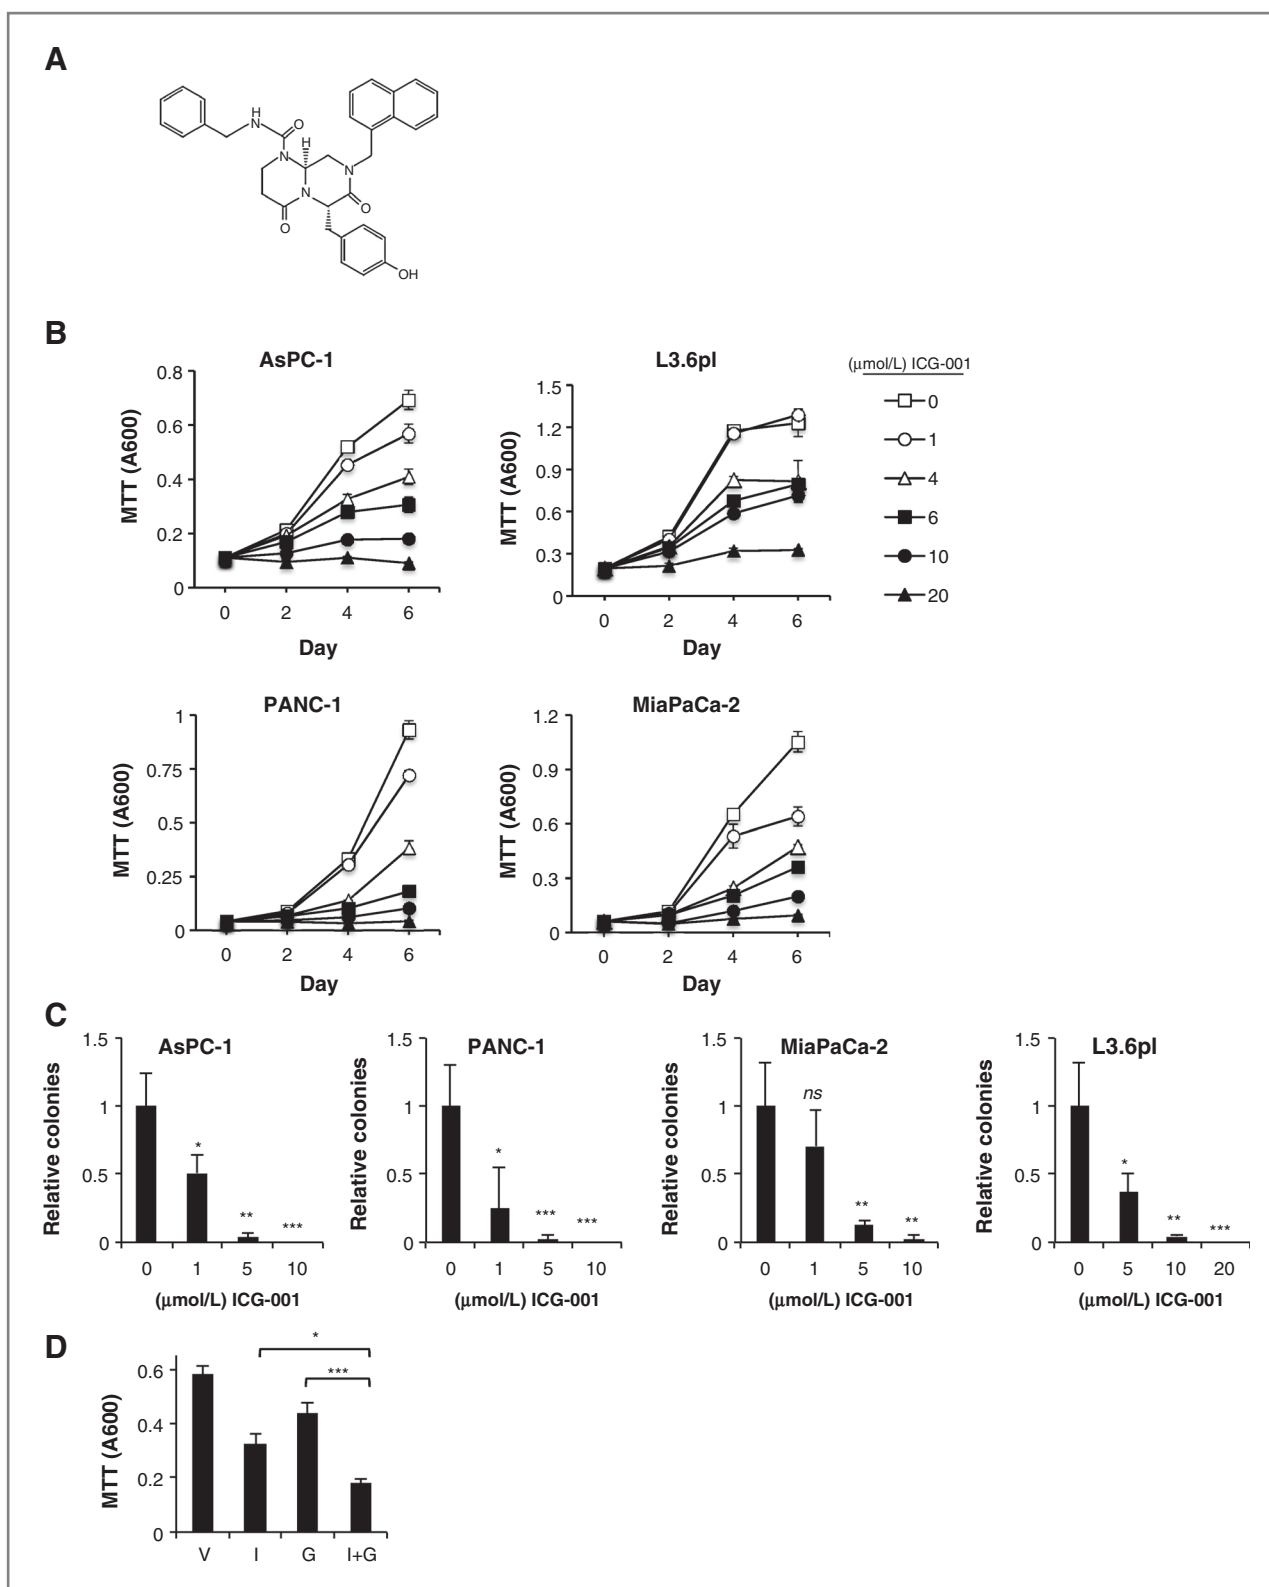 A
H
N
O
N
H
N
N
O
O
OH
B
AsPC-1
0.8
0.6
0.4
0.2
0
MTT (A600)
0 2 4 6
Day
L3.6pl
1.5
1.2
0.9
0.6
0.3
0
MTT (A600)
0 2 4 6
Day
(μmol/L) ICG-001
0
1
4
6
10
20
PANC-1
1
0.75
0.5
0.25
0
MTT (A600)
0 2 4 6
Day
MiaPaCa-2
1.2
0.9
0.6
0.3
0
MTT (A600)
0 2 4 6
Day
C
AsPC-1
1.5
1
0.5
0
Relative colonies
* ** ***
0 1 5 10
(μmol/L) ICG-001
PANC-1
1.5
1
0.5
0
Relative colonies
* *** ***
0 1 5 10
(μmol/L) ICG-001
MiaPaCa-2
1.5
1
0.5
0
Relative colonies
ns ** **
0 1 5 10
(μmol/L) ICG-001
L3.6pl
1.5
1
0.5
0
Relative colonies
* ** ***
0 5 10 20
(μmol/L) ICG-001
D
*
***
0.6
0.4
0.2
0
MTT (A600)
V I G I+G